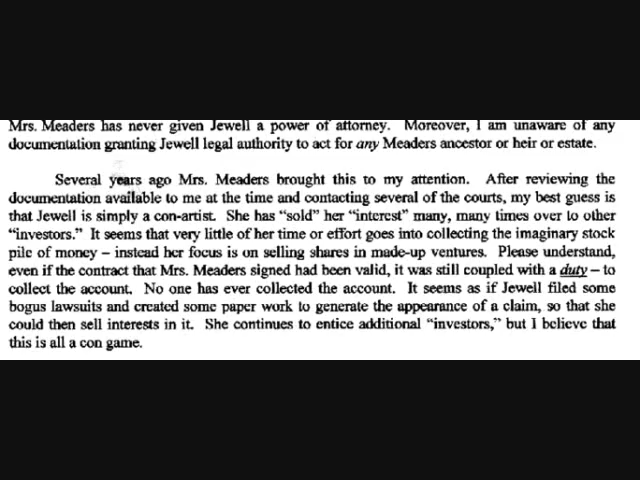 Mrs. Meaders has never given Jewell a power of attorney. Moreover, I am unaware of any
documentation granting Jewell legal authority to act for any Meaders ancestor or heir or estate.
Several years ago Mrs. Meaders brought this to my attention. After reviewing the
documentation available to me at the time and contacting several of the courts, my best guess is
that Jewell is simply a con-artist. She has “sold” her “interest” many, many times over to other
“investors.” It seems that very little of her time or effort goes into collecting the imaginary stock
pile of money – instead her focus is on selling shares in made-up ventures. Please understand,
even if the contract that Mrs. Meaders signed had been valid, it was still coupled with a duty – to
collect the account. No one has ever collected the account. It seems as if Jewell filed some
bogus lawsuits and created some paper work to generate the appearance of a claim, so that she
could then sell interests in it. She continues to entice additional “investors,” but I believe that
this is all a con game.